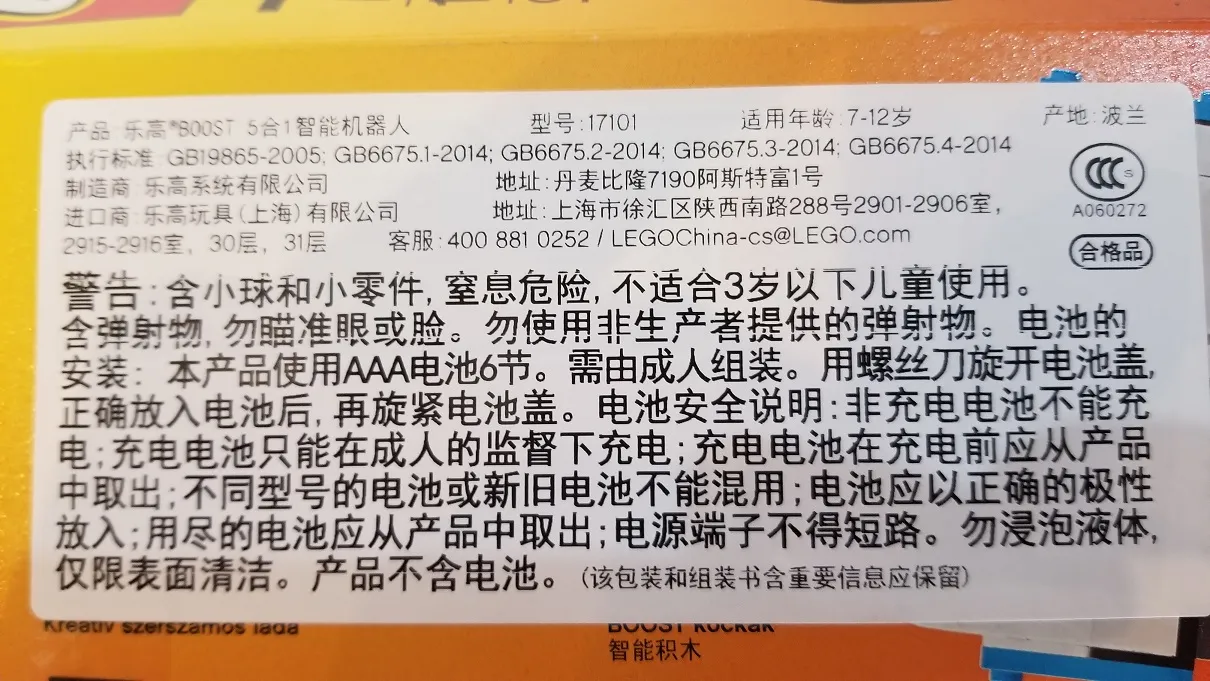 产品:乐高®BOOST 5合1智能机器人 型号:17101 适用年龄:7-12岁 产地:波兰
执行标准:GB19865-2005; GB6675.1-2014; GB6675.2-2014; GB6675.3-2014; GB6675.4-2014
制造商 乐高系统有限公司 地址:丹麦比隆7190阿斯特富1号
进口商:乐高玩具(上海)有限公司 地址:上海市徐汇区陕西南路288号2901-2906室,
2915-2916室, 30层, 31层 客服:400 881 0252 / LEGOChina-cs@LEGO.com
CCC S
A060272
合格品
警告:含小球和小零件, 窒息危险, 不适合3岁以下儿童使用。
含弹射物, 勿瞄准眼或脸。勿使用非生产者提供的弹射物。电池的
安装: 本产品使用AAA电池6节。需由成人组装。用螺丝刀旋开电池盖,
正确放入电池后, 再旋紧电池盖。电池安全说明:非充电电池不能充
电;充电电池只能在成人的监督下充电;充电电池在充电前应从产品
中取出;不同型号的电池或新旧电池不能混用;电池应以正确的极性
放入;用尽的电池应从产品中取出;电源端子不得短路。勿浸泡液体,
仅限表面清洁。产品不含电池。(该包装和组装书含重要信息应保留)
Kreatív szerszámos láda
BOOST kockák
智能积木